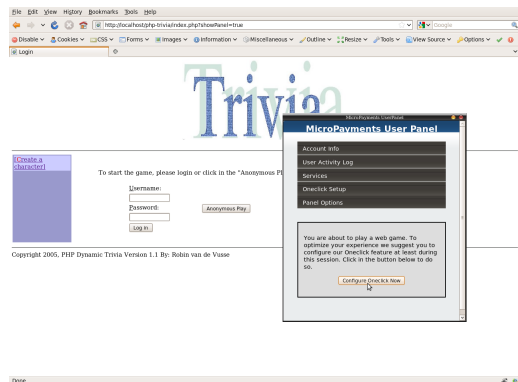 File Edit View History Bookmarks Tools Help
http://localhost/php-trivia/index.php?showPanel=true
Google
Disable Cookies CSS Forms Images Information Miscellaneous Outline Resize Tools View Source Options
Login
Trivia
[Create a
character]
To start the game, please login or click in the "Anonymous Pl
Username:
Password:
Anonymous Play
Log in
Copyright 2005, PHP Dynamic Trivia Version 1.1 By: Robin van de Vusse
MicroPayments UserPanel
MicroPayments User Panel
Account Info
User Activity Log
Services
Oneclick Setup
Panel Options
You are about to play a web game. To
optimize your experience we suggest you to
configure our Oneclick feature at least during
this session. Click in the button below to do
so.
Configure Oneclick Now
Done